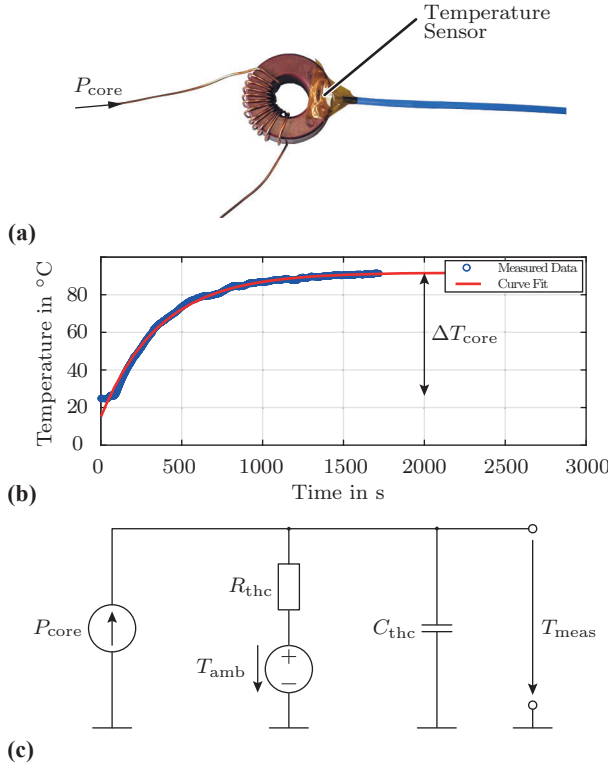 Temperature
Sensor
P_core
(a)
Temperature in °C
80
60
40
20
0
Measured Data
Curve Fit
ΔT_core
0 500 1000 1500 2000 2500 3000
Time in s
(b)
P_core
R_thc
T_amb
+
−
C_thc
T_meas
(c)